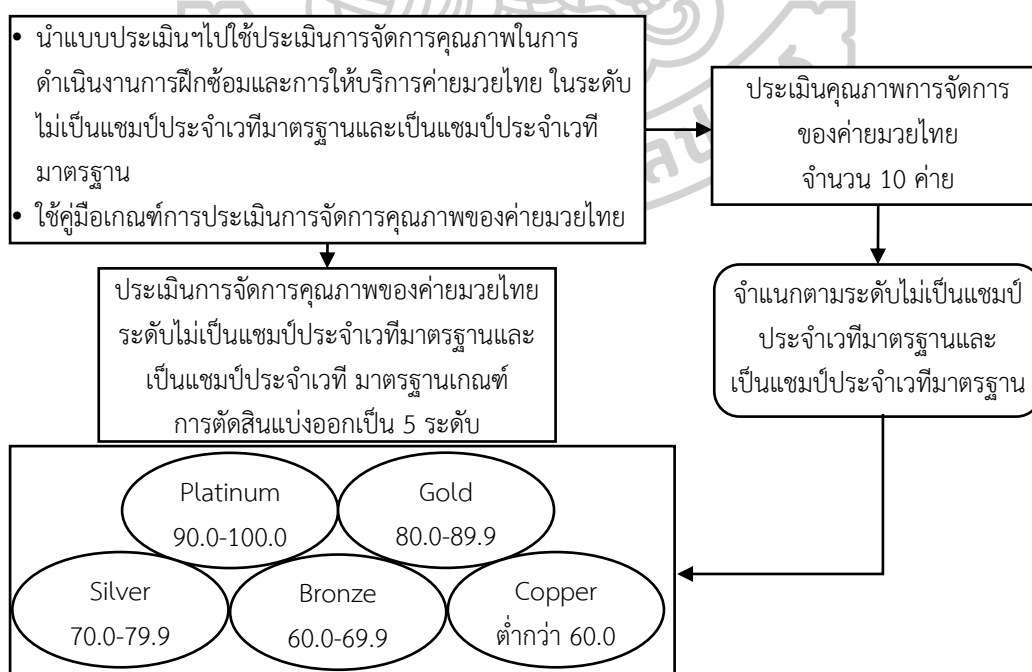 • นำแบบประเมินฯไปใช้ประเมินการจัดการคุณภาพในการ
ดำเนินงานการฝึกซ้อมและการให้บริการค่ายมวยไทย ในระดับ
ไม่เป็นแชมป์ประจำเวทีมาตรฐานและเป็นแชมป์ประจำเวที
มาตรฐาน
• ใช้คู่มือเกณฑ์การประเมินการจัดการคุณภาพของค่ายมวยไทย
ประเมินคุณภาพการจัดการ
ของค่ายมวยไทย
จำนวน 10 ค่าย
ประเมินการจัดการคุณภาพของค่ายมวยไทย
ระดับไม่เป็นแชมป์ประจำเวทีมาตรฐานและ
เป็นแชมป์ประจำเวที มาตรฐานเกณฑ์
การตัดสินแบ่งออกเป็น 5 ระดับ
จำแนกตามระดับไม่เป็นแชมป์
ประจำเวทีมาตรฐานและ
เป็นแชมป์ประจำเวทีมาตรฐาน
Platinum
90.0-100.0
Gold
80.0-89.9
Silver
70.0-79.9
Bronze
60.0-69.9
Copper
ต่ำกว่า 60.0